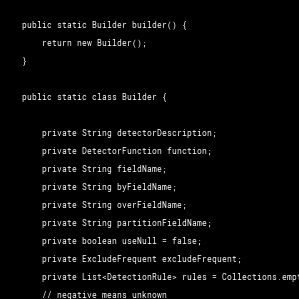 public static Builder builder() {
return new Builder();
}
public static class Builder {
private String detectorDescription;
private DetectorFunction function;
private String fieldName;
private String byFieldName;
private String overFieldName;
private String partitionFieldName;
private boolean useNull = false;
private ExcludeFrequent excludeFrequent;
private List<DetectionRule> rules = Collections.empt
// negative means unknown